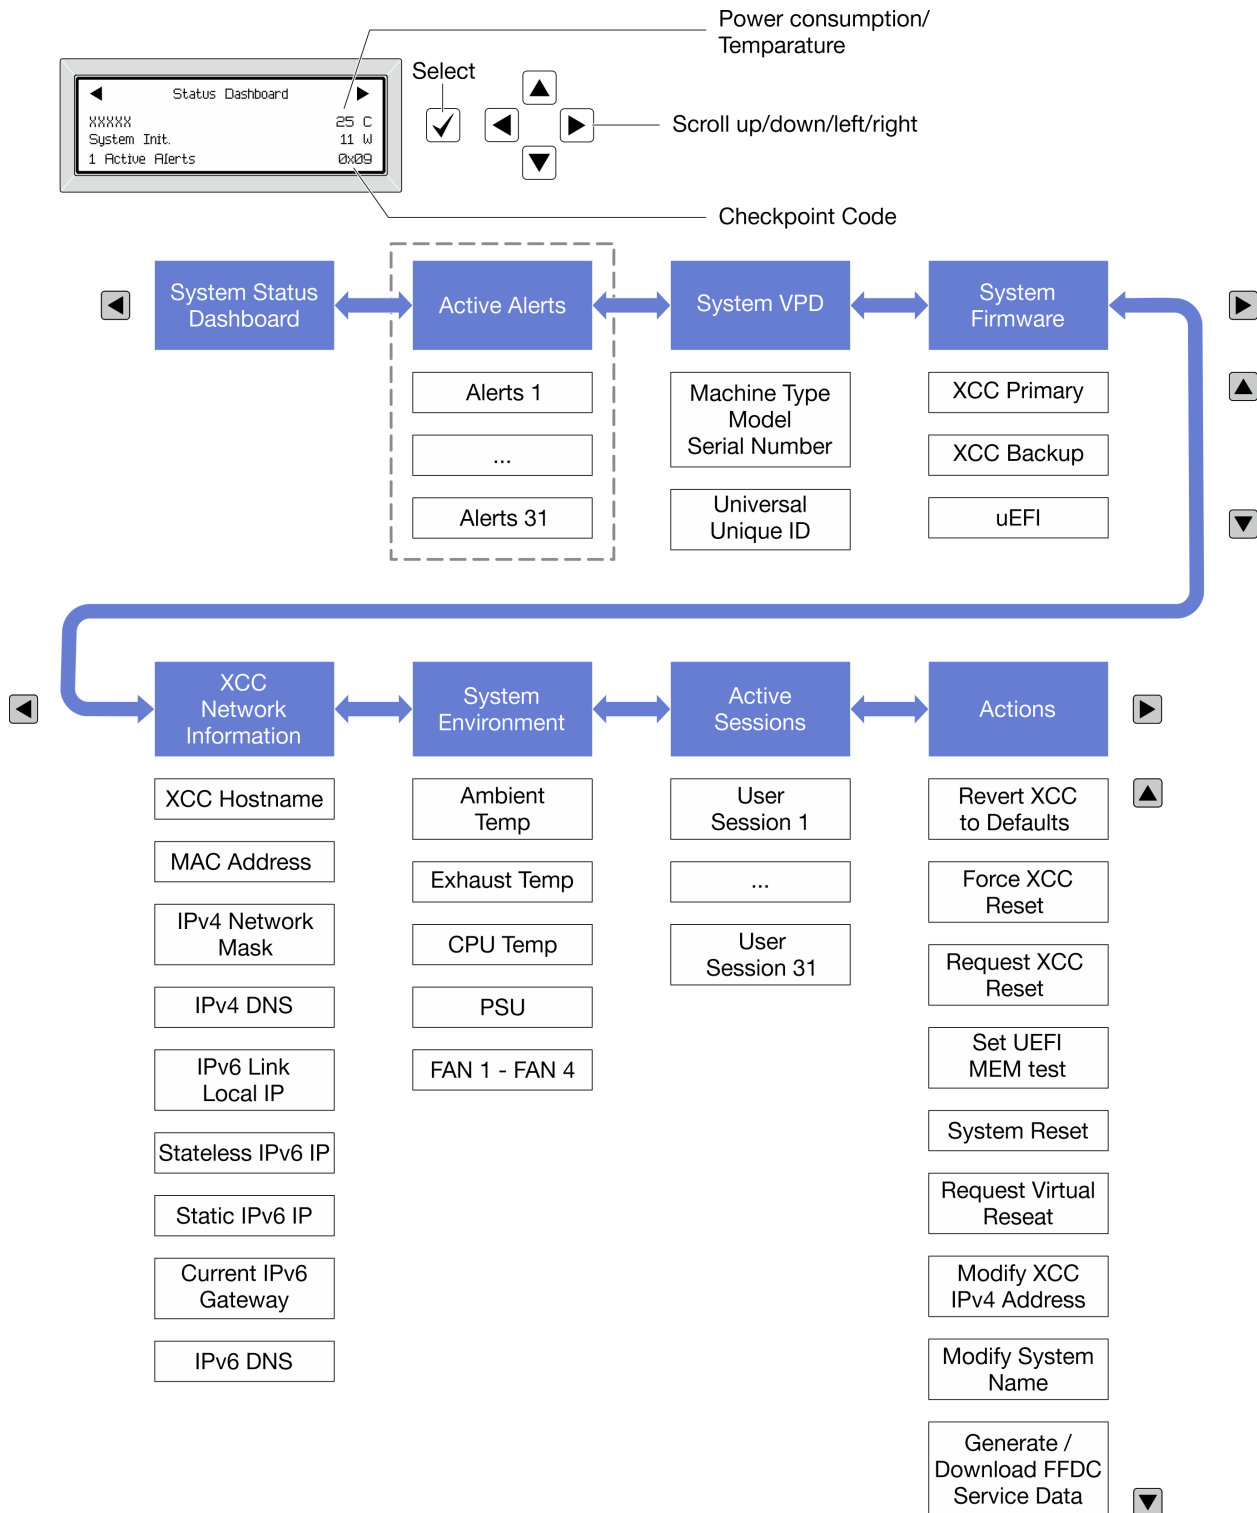 Power consumption/
Temparature
Select
Status Dashboard
XXXXX 25 C
System Init. 11 W
1 Active Alerts 0x09
Scroll up/down/left/right
Checkpoint Code
System Status
Dashboard
Active Alerts
System VPD
System
Firmware
Alerts 1
...
Alerts 31
Machine Type
Model
Serial Number
Universal
Unique ID
XCC Primary
XCC Backup
uEFI
XCC
Network
Information
System
Environment
Active
Sessions
Actions
XCC Hostname
MAC Address
IPv4 Network
Mask
IPv4 DNS
IPv6 Link
Local IP
Stateless IPv6 IP
Static IPv6 IP
Current IPv6
Gateway
IPv6 DNS
Ambient
Temp
Exhaust Temp
CPU Temp
PSU
FAN 1 - FAN 4
User
Session 1
...
User
Session 31
Revert XCC
to Defaults
Force XCC
Reset
Request XCC
Reset
Set UEFI
MEM test
System Reset
Request Virtual
Reseat
Modify XCC
IPv4 Address
Modify System
Name
Generate /
Download FFDC
Service Data